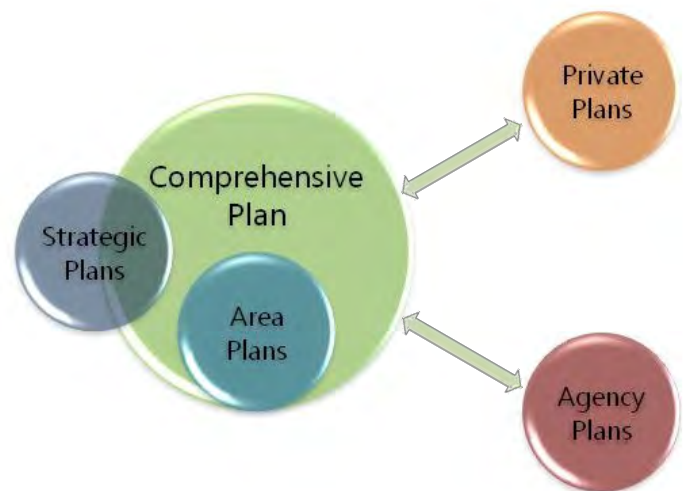 Private
Plans
Comprehensive
Plan
Strategic
Plans
Area
Plans
Agency
Plans